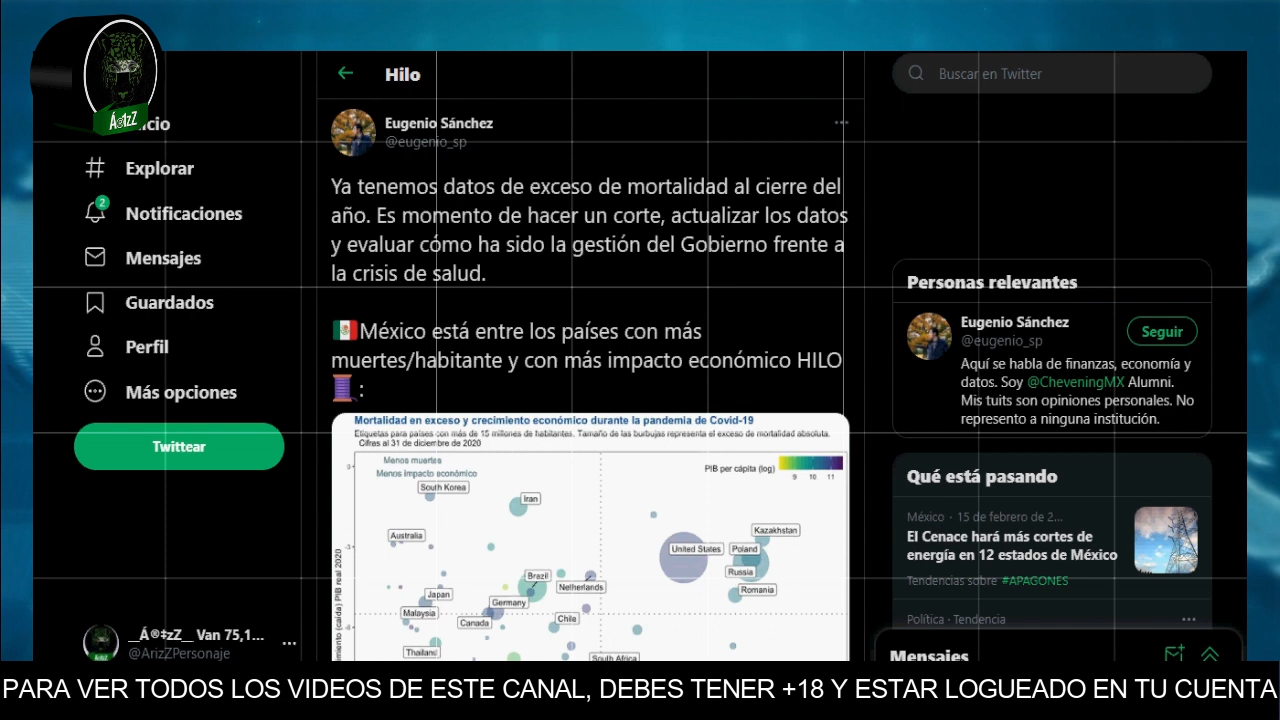 Á®‡zZ
icio
Explorar
Notificaciones
2
Mensajes
Guardados
Perfil
Más opciones
Twittear
__Á®‡zZ__ Van 75,1...
@ArizZPersonaje
Hilo
Eugenio Sánchez
@eugenio_sp
Ya tenemos datos de exceso de mortalidad al cierre del
año. Es momento de hacer un corte, actualizar los datos
y evaluar cómo ha sido la gestión del Gobierno frente a
la crisis de salud.
🇲🇽México está entre los países con más
muertes/habitante y con más impacto económico HILO
🧵:
Mortalidad en exceso y crecimiento económico durante la pandemia de Covid-19
Etiquetas para países con más de 15 millones de habitantes. Tamaño de las burbujas representa el exceso de mortalidad absoluta.
Cifras al 31 de diciembre de 2020
Menos muertes
Menos impacto económico
PIB per cápita (log)
9 10 11
0
South Korea
Iran
Australia
Kazakhstan
-3
United States
Poland
Russia
Brazil
Netherlands
Romania
Japan
Germany
Malaysia
Canada
Chile
Thailand
South Africa
(caída) PIB real 2020
Buscar en Twitter
Personas relevantes
Eugenio Sánchez
@eugenio_sp
Seguir
Aquí se habla de finanzas, economía y
datos. Soy @CheveningMX Alumni.
Mis tuits son opiniones personales. No
represento a ninguna institución.
Qué está pasando
México · 15 de febrero de 2...
El Cenace hará más cortes de
energía en 12 estados de México
Tendencias sobre #APAGONES
Política · Tendencia
Mensajes
PARA VER TODOS LOS VIDEOS DE ESTE CANAL, DEBES TENER +18 Y ESTAR LOGUEADO EN TU CUENTA